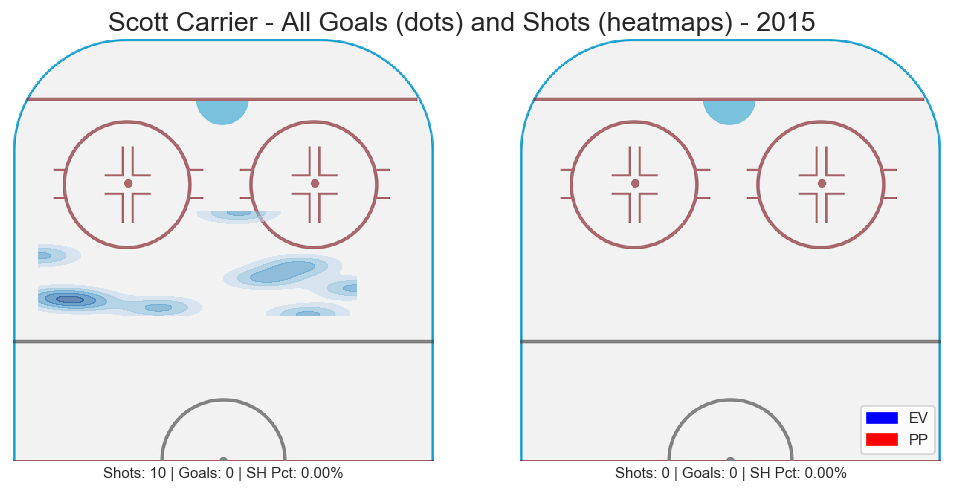 Scott Carrier - All Goals (dots) and Shots (heatmaps) - 2015
EV
PP
Shots: 10 | Goals: 0 | SH Pct: 0.00%
Shots: 0 | Goals: 0 | SH Pct: 0.00%